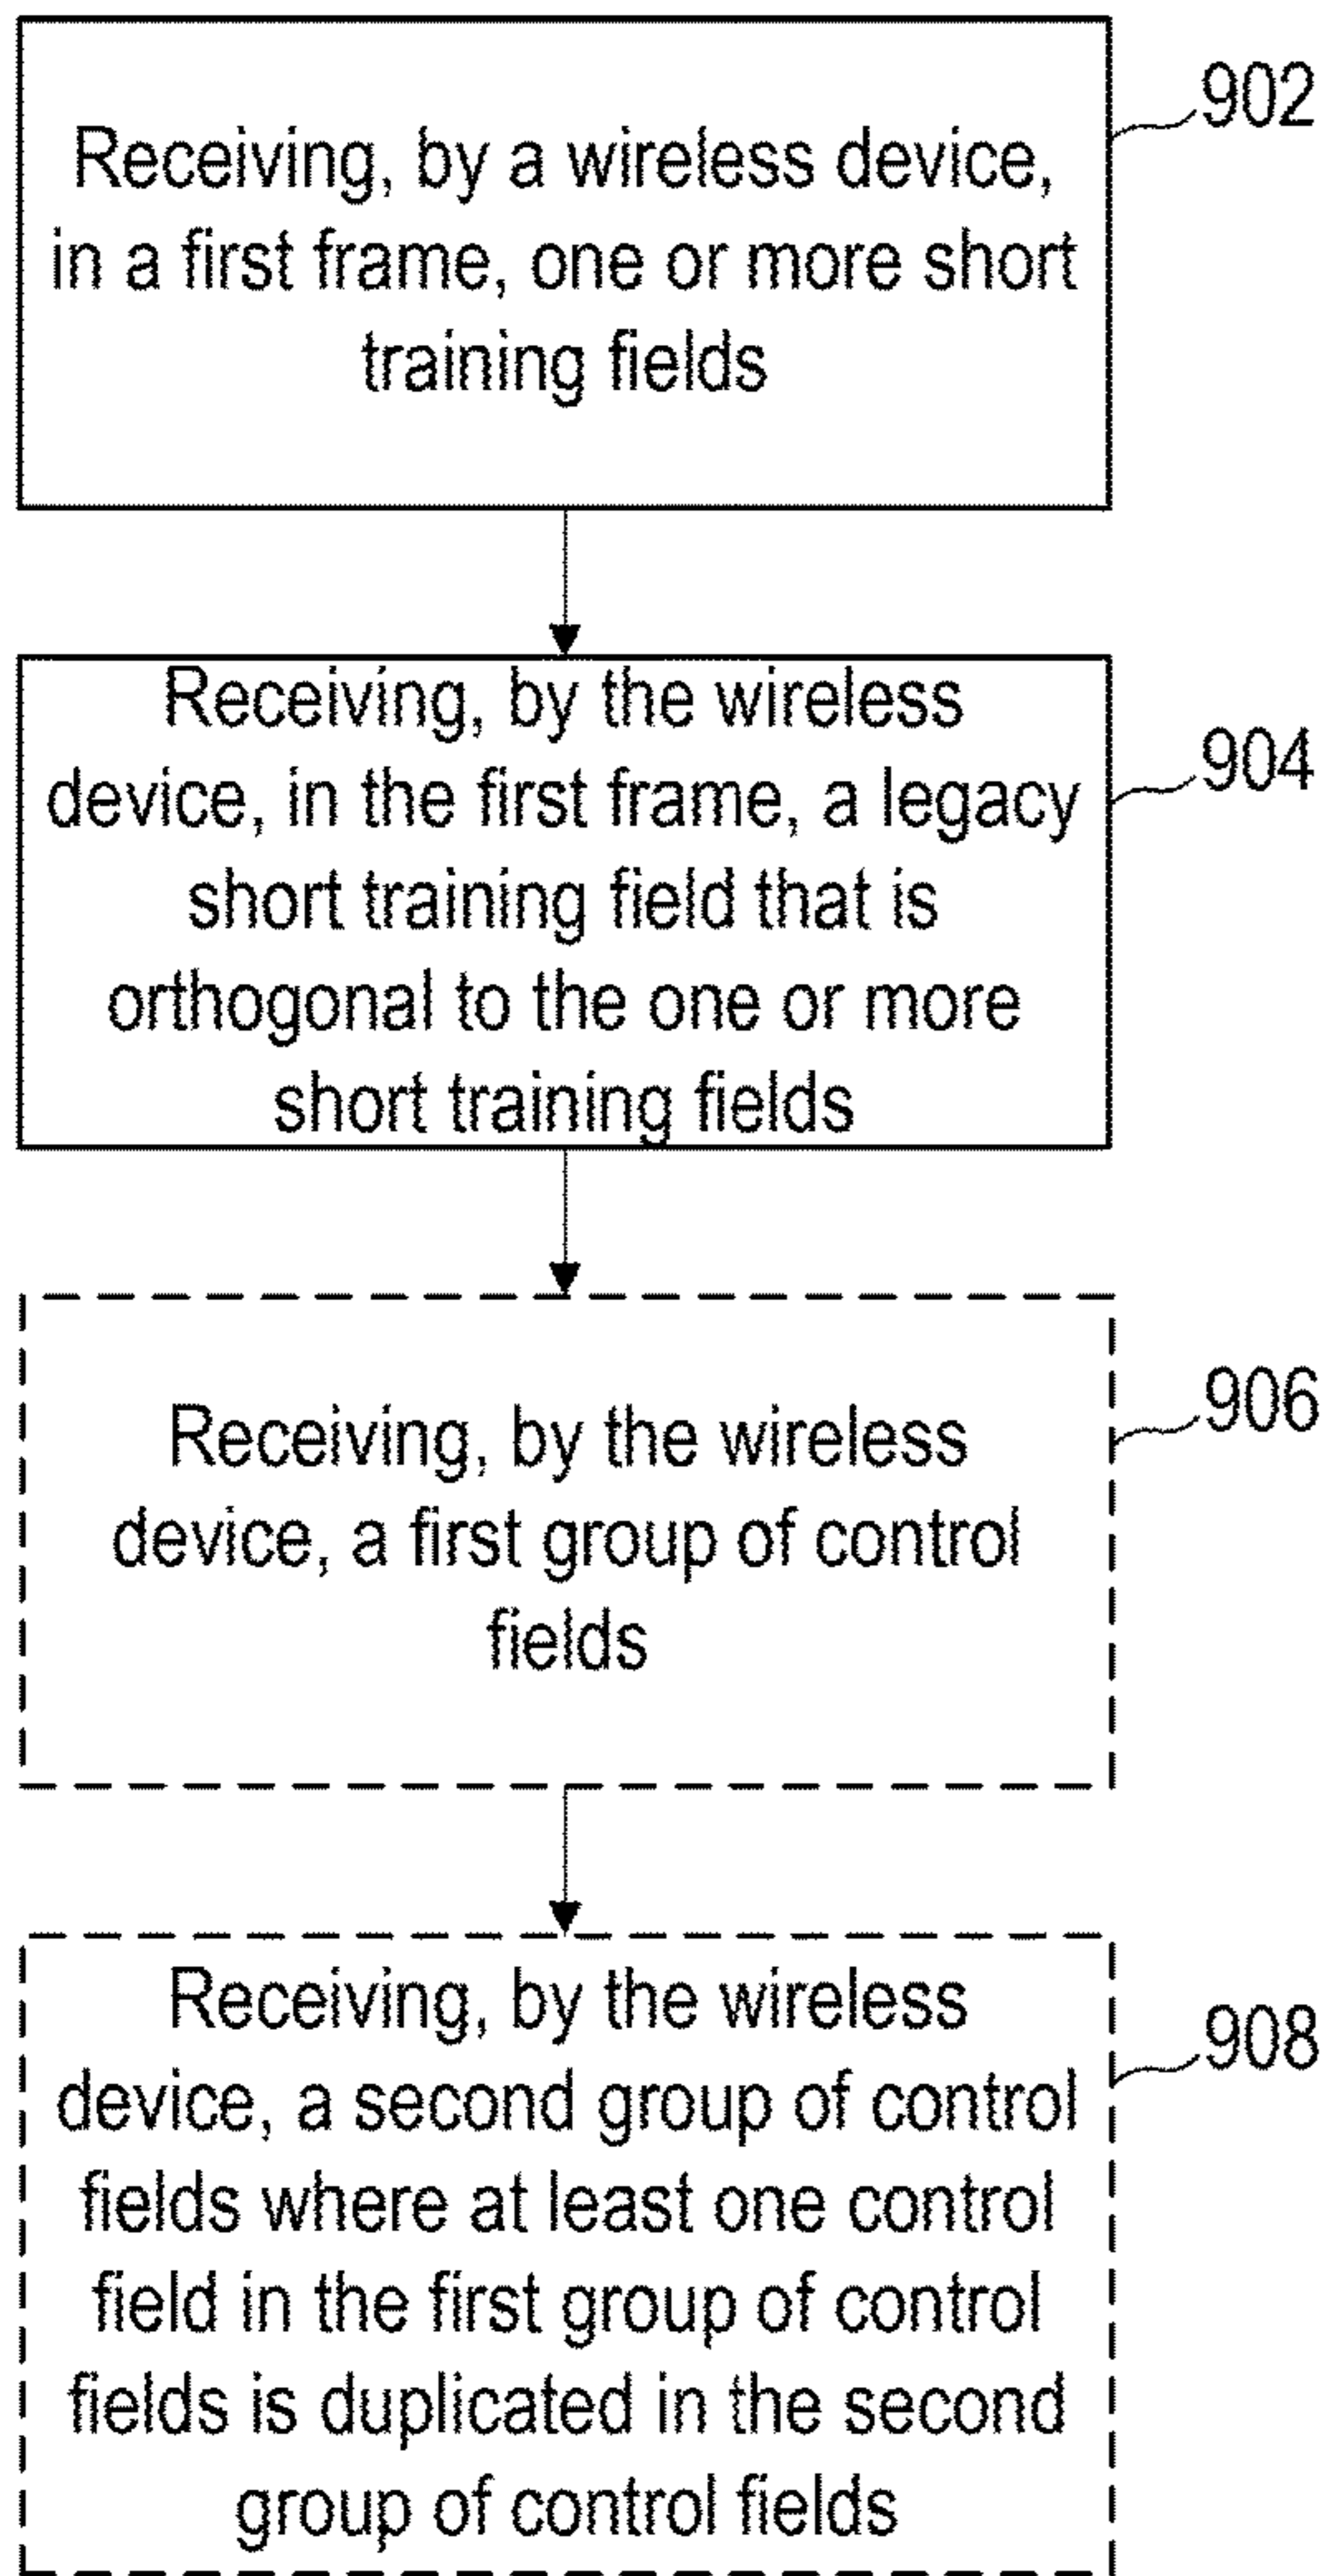 Receiving, by a wireless device,
in a first frame, one or more short
training fields
902
Receiving, by the wireless
device, in the first frame, a legacy
short training field that is
orthogonal to the one or more
short training fields
904
Receiving, by the wireless
device, a first group of control
fields
906
Receiving, by the wireless
device, a second group of control
fields where at least one control
field in the first group of control
fields is duplicated in the second
group of control fields
908